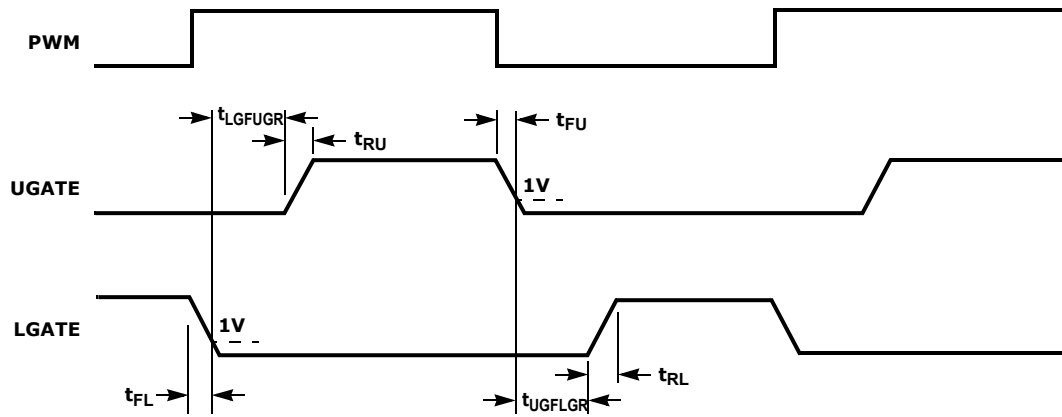 PWM
tLGFUGR
tRU
tFU
UGATE
1V
LGATE
1V
tFL
tUGFLGR
tRL